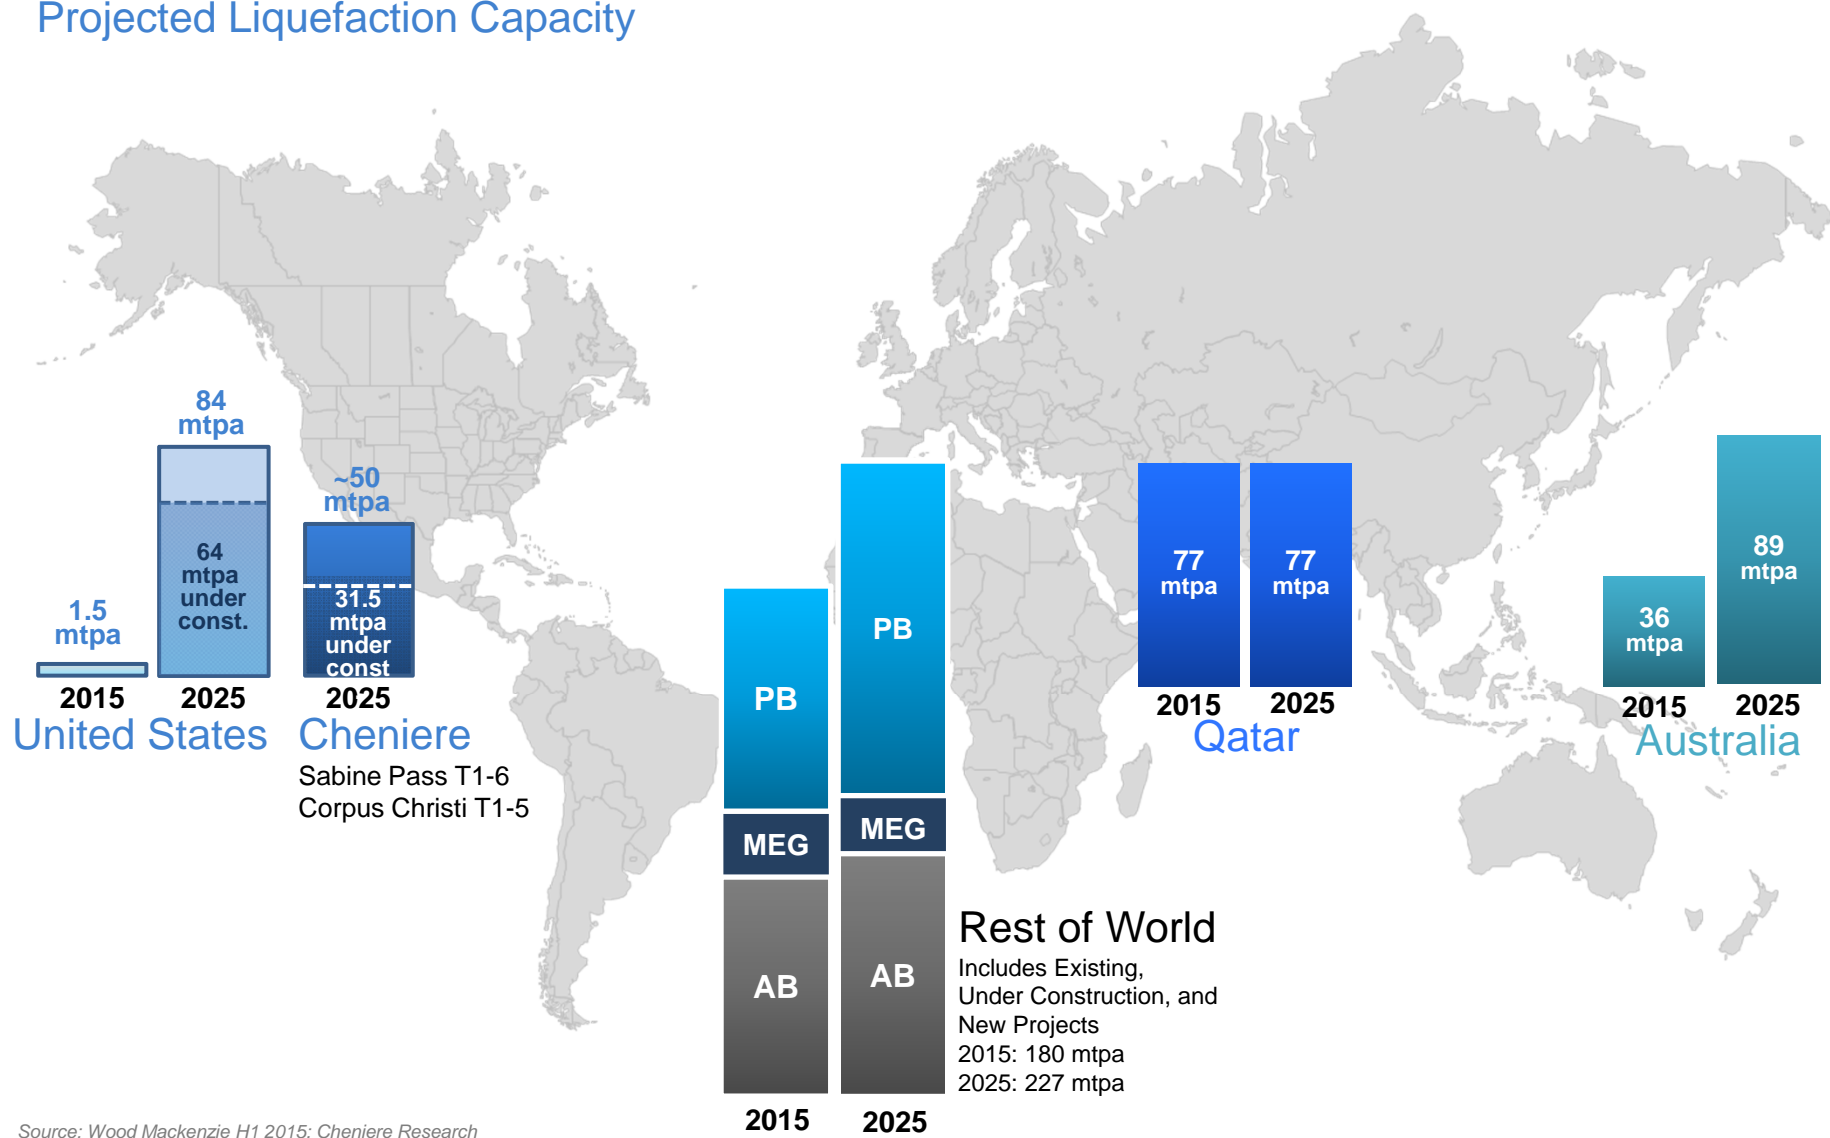 Projected Liquefaction Capacity
84
mtpa
64
mtpa
under
const.
1.5
mtpa
2015
2025
United States
~50
mtpa
31.5
mtpa
under
const
2025
Cheniere
Sabine Pass T1-6
Corpus Christi T1-5
PB
MEG
AB
2015
PB
MEG
AB
2025
Rest of World
Includes Existing,
Under Construction, and
New Projects
2015: 180 mtpa
2025: 227 mtpa
77
mtpa
2015
77
mtpa
2025
Qatar
36
mtpa
2015
89
mtpa
2025
Australia
Source: Wood Mackenzie H1 2015; Cheniere Research